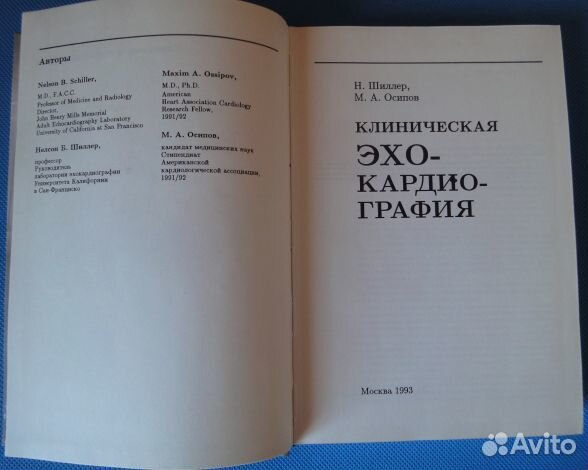 Авторы
Nelson B. Schiller,
M.D., F.A.C.C.
Professor of Medicine and Radiology
Director,
John Henry Mills Memorial
Adult Echocardiography Laboratory
University of California at San Francisco
Нелсон Б. Шиллер,
профессор
Руководитель
лаборатории эхокардиографии
Университета Калифорнии
в Сан-Франциско
Maxim A. Ossipov,
M.D., Ph.D.
American
Heart Association Cardiology
Research Fellow,
1991/92
М. А. Осипов,
кандидат медицинских наук
Стипендиат
Американской
кардиологической ассоциации,
1991/92
Н. Шиллер
М. А. Осипов
КЛИНИЧЕСКАЯ
ЭХО-
КАРДИО-
ГРАФИЯ
Москва 1993
Avito